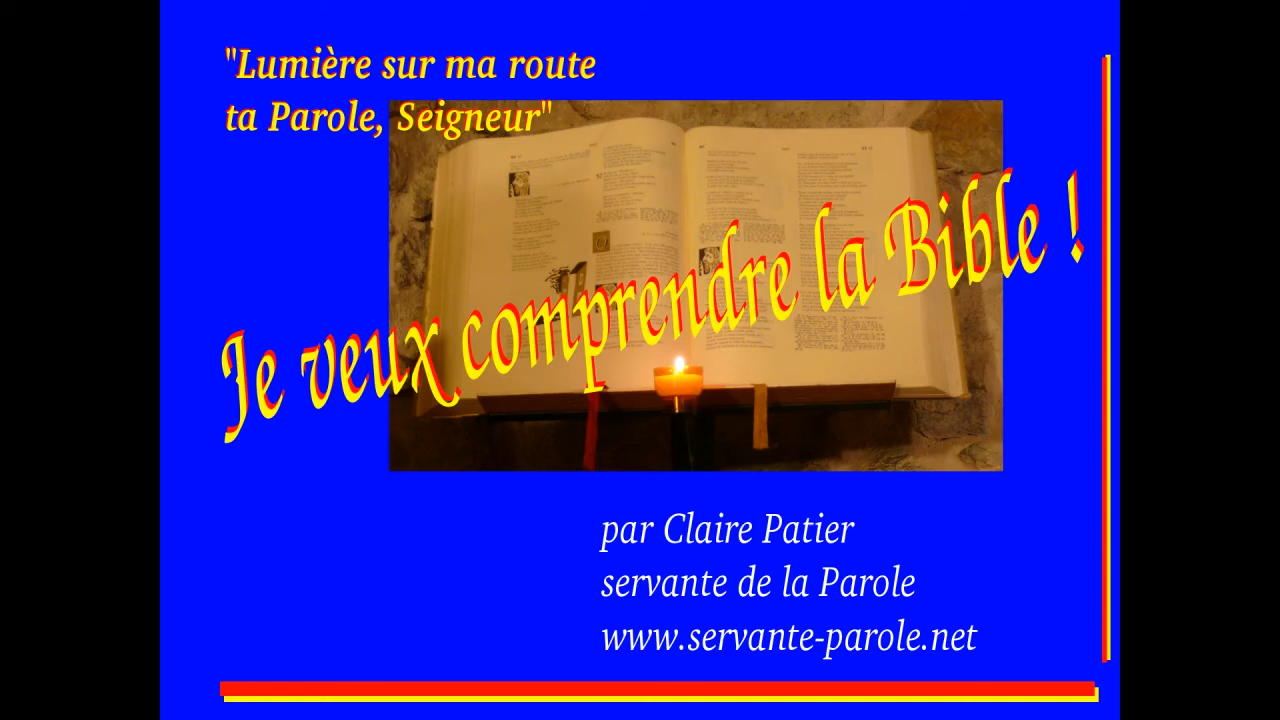 "Lumière sur ma route
ta Parole, Seigneur"
Je veux comprendre la Bible !
par Claire Patier
servante de la Parole
www.servante-parole.net